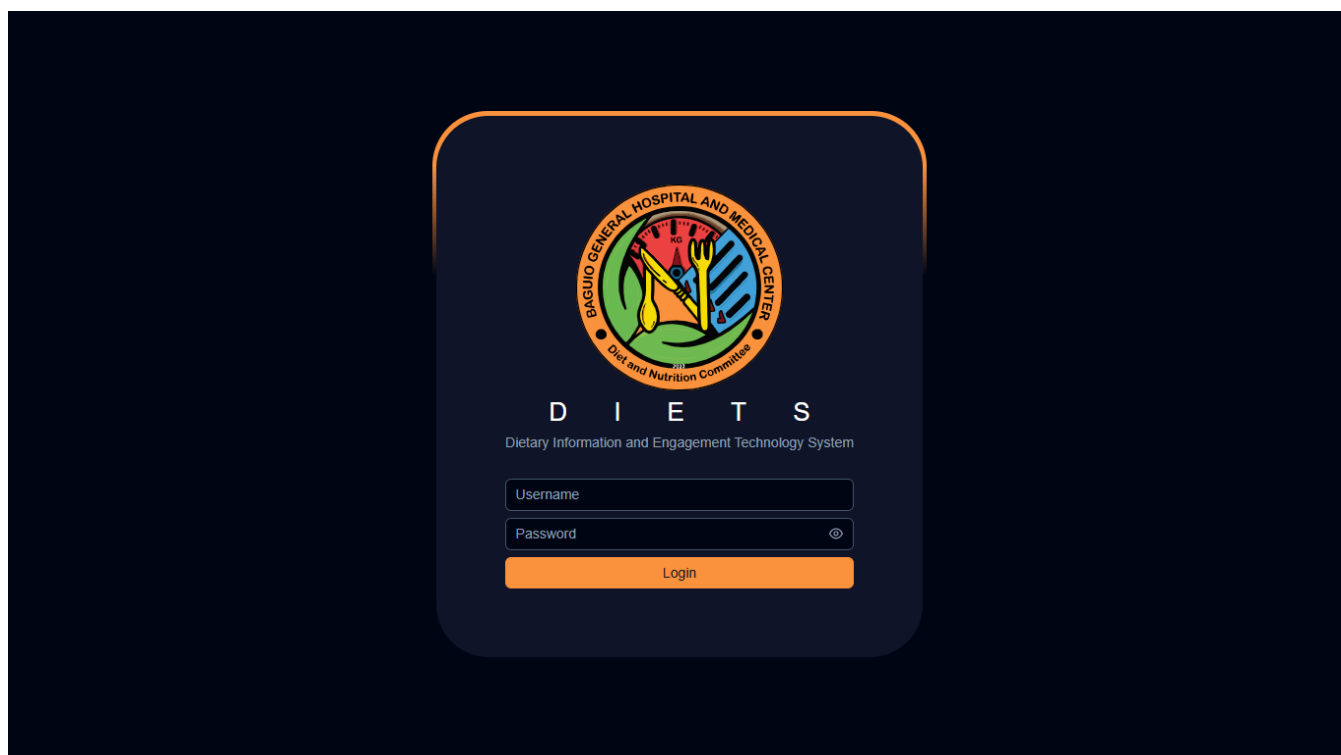 BAGUIO GENERAL HOSPITAL AND MEDICAL CENTER
KG
2023
Diet and Nutrition Committee
D I E T S
Dietary Information and Engagement Technology System
Username
Password
Login